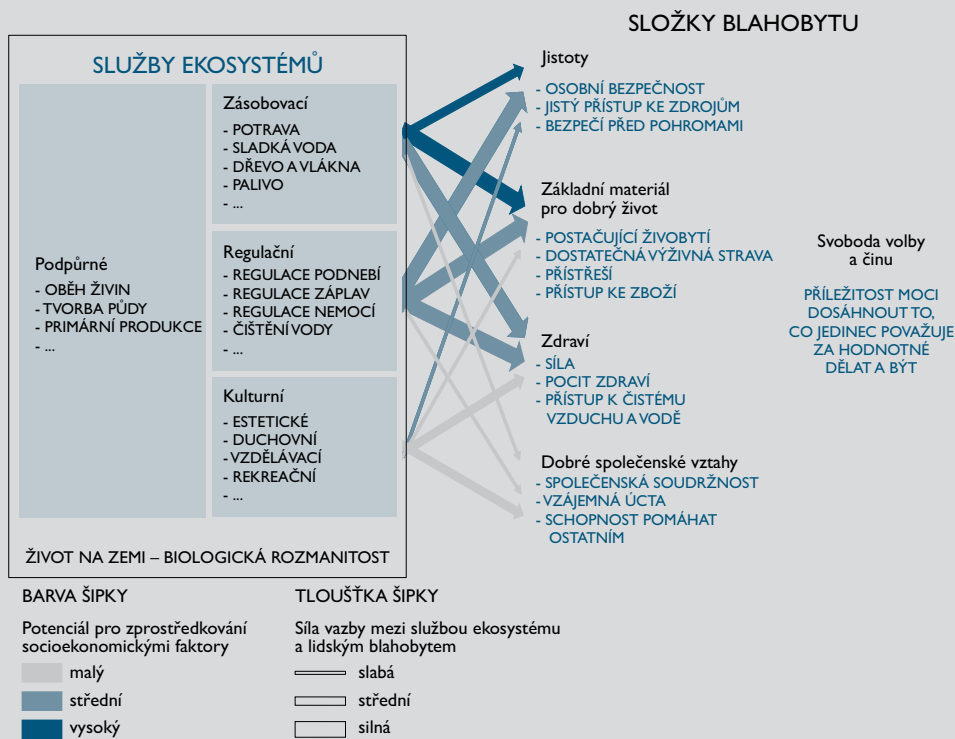 SLUŽBY EKOSYSTÉMŮ
Podpůrné
- OBĚH ŽIVIN
- TVORBA PŮDY
- PRIMÁRNÍ PRODUKCE
- ...
Zásobovací
- POTRAVA
- SLADKÁ VODA
- DŘEVO A VLÁKNA
- PALIVO
- ...
Regulační
- REGULACE PODNEBÍ
- REGULACE ZÁPLAV
- REGULACE NEMOCÍ
- ČIŠTĚNÍ VODY
- ...
Kulturní
- ESTETICKÉ
- DUCHOVNÍ
- VZDĚLÁVACÍ
- REKREAČNÍ
- ...
ŽIVOT NA ZEMI – BIOLOGICKÁ ROZMANITOST
SLOŽKY BLAHOBYTU
Jistoty
- OSOBNÍ BEZPEČNOST
- JISTÝ PŘÍSTUP KE ZDROJŮM
- BEZPEČÍ PŘED POHROMAMI
Základní materiál
pro dobrý život
- POSTAČUJÍCÍ ŽIVOBYTÍ
- DOSTATEČNÁ VÝŽIVNÁ STRAVA
- PŘÍSTŘEŠÍ
- PŘÍSTUP KE ZBOŽÍ
Zdraví
- SÍLA
- POCIT ZDRAVÍ
- PŘÍSTUP K ČISTÉMU
VZDUCHU A VODĚ
Dobré společenské vztahy
- SPOLEČENSKÁ SOUDRŽNOST
- VZÁJEMNÁ ÚCTA
- SCHOPNOST POMÁHAT
OSTATNÍM
Svoboda volby
a činu
PŘÍLEŽITOST MOCI
DOSÁHNOUT TO,
CO JEDINEC POVAŽUJE
ZA HODNOTNÉ
DĚLAT A BÝT
BARVA ŠIPKY
Potenciál pro zprostředkování
socioekonomickými faktory
malý
střední
vysoký
TLOUŠŤKA ŠIPKY
Síla vazby mezi službou ekosystému
a lidským blahobytem
slabá
střední
silná